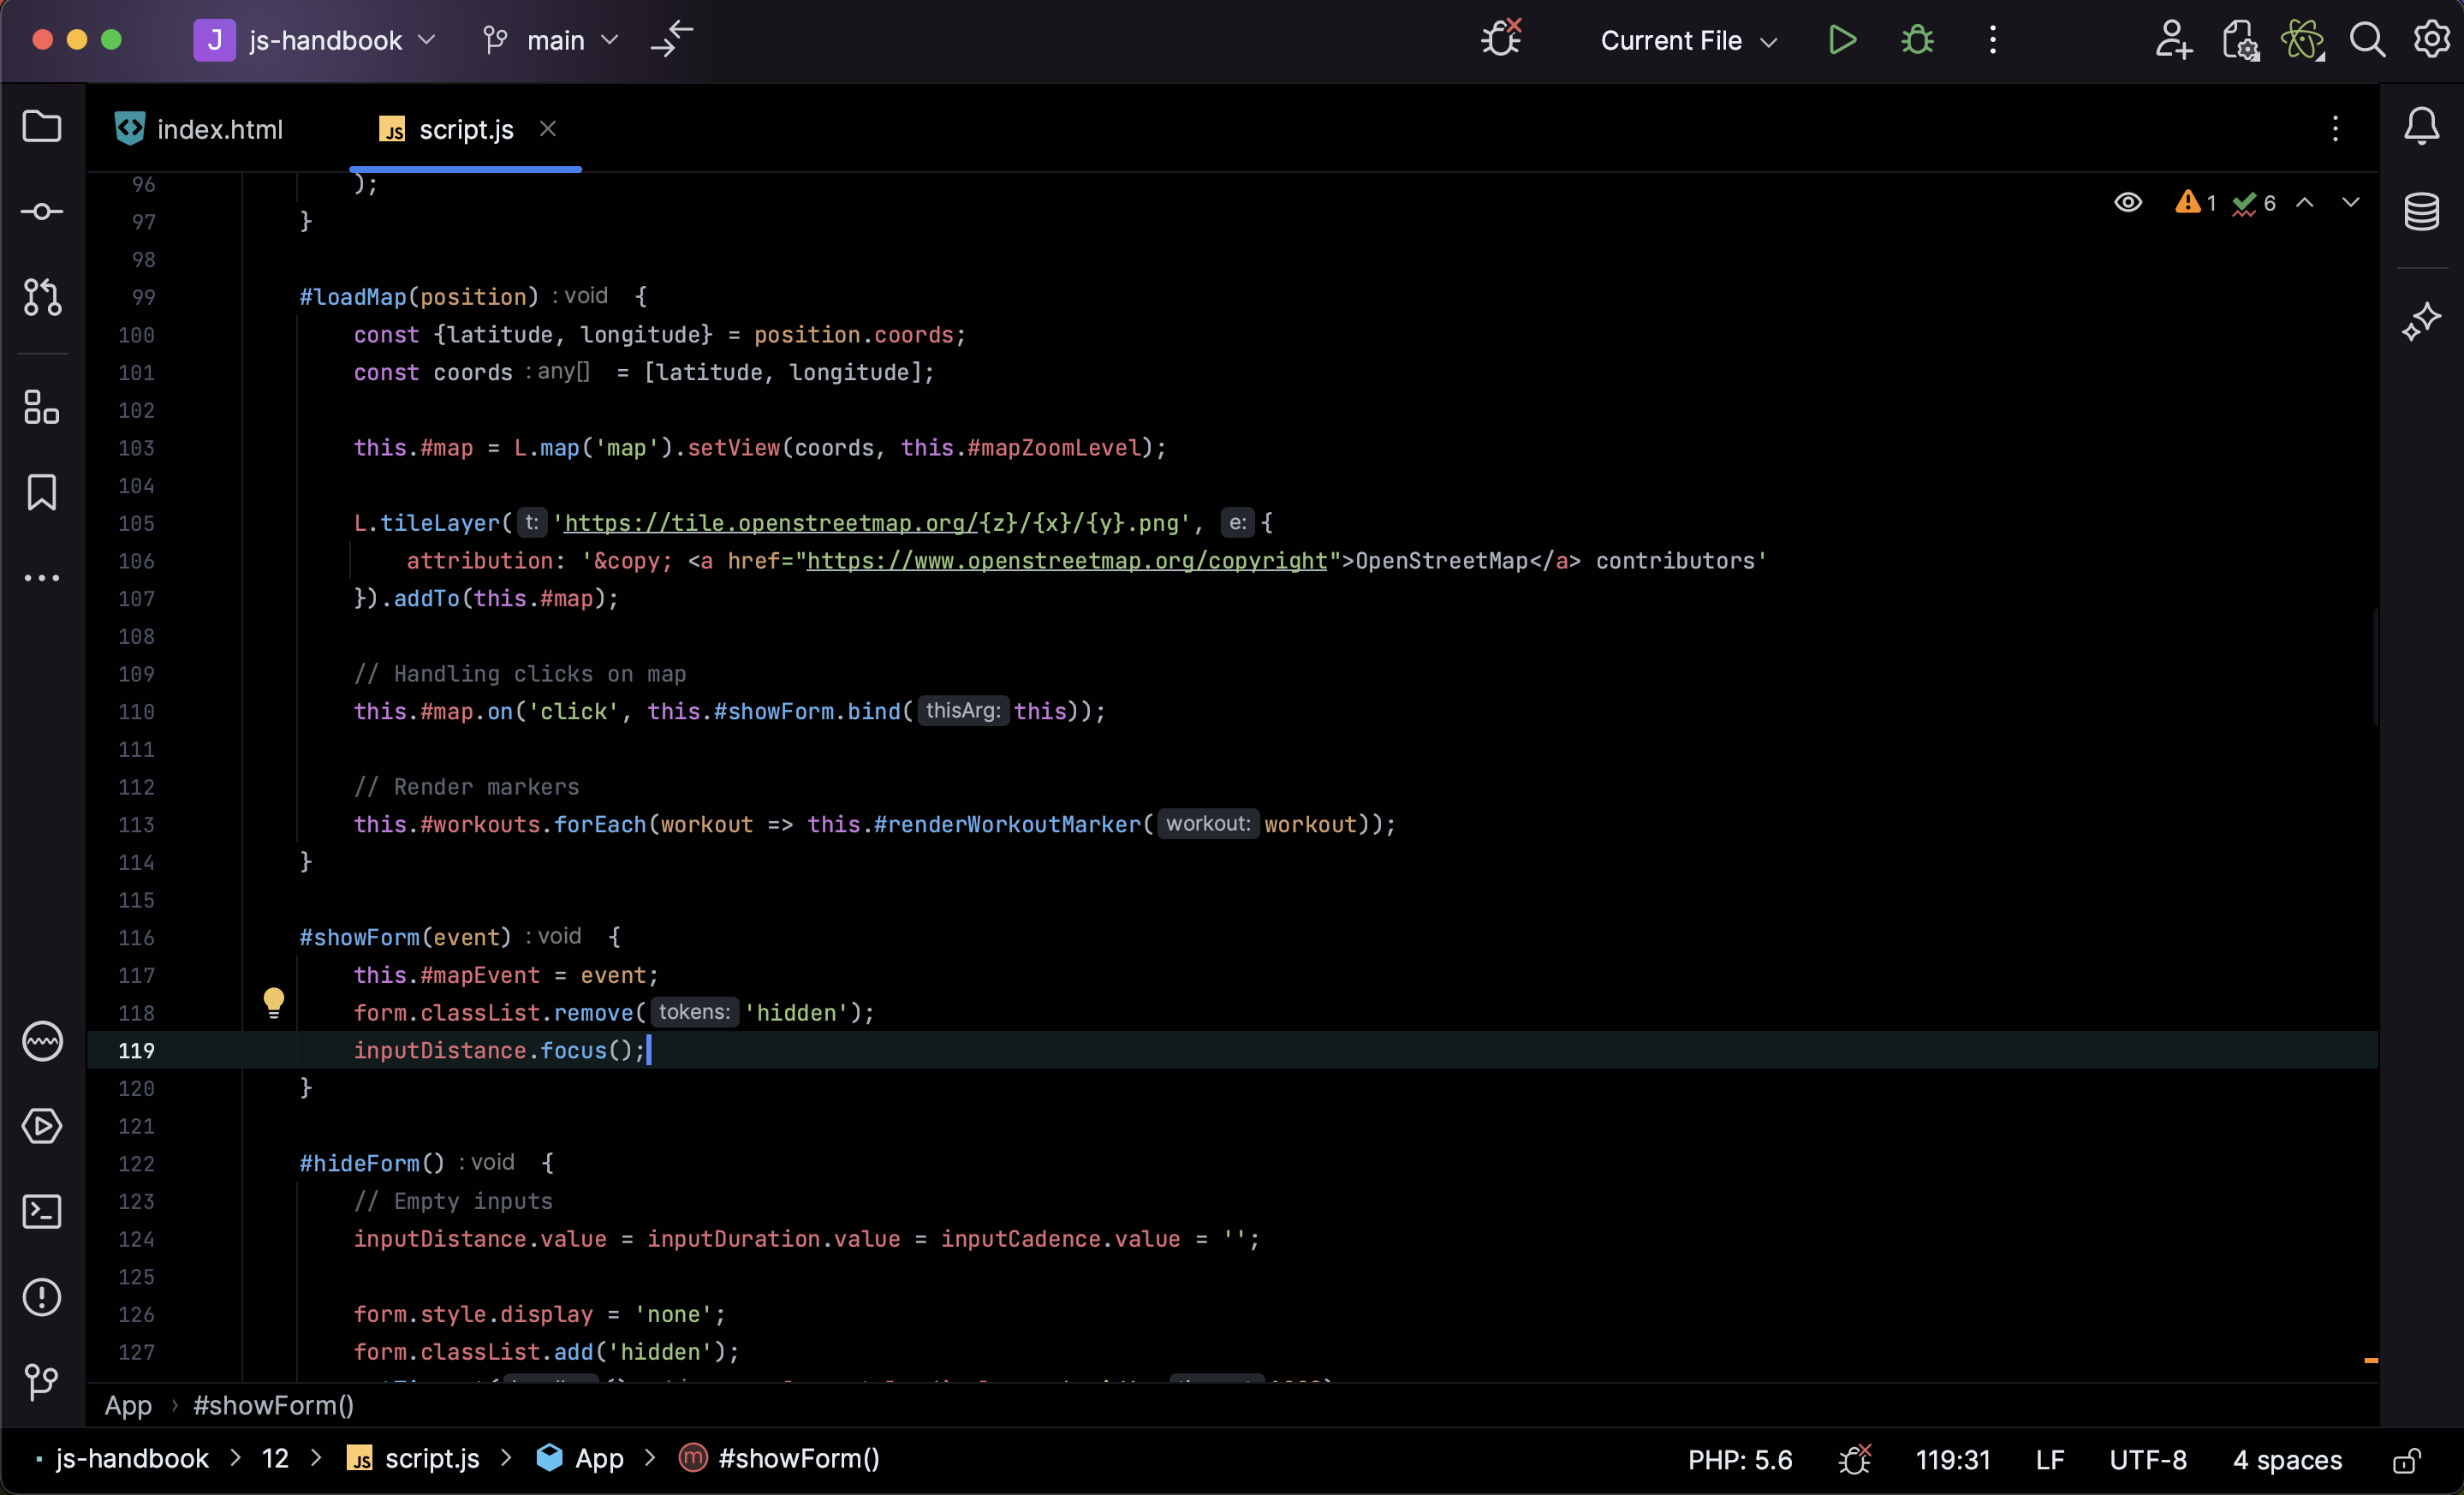 J js-handbook main Current File
index.html JS script.js
96 );
97 }
1 6
98
99 #loadMap(position) : void {
100 const {latitude, longitude} = position.coords;
101 const coords : any[] = [latitude, longitude];
102
103 this.#map = L.map('map').setView(coords, this.#mapZoomLevel);
104
105 L.tileLayer( t: 'https://tile.openstreetmap.org/{z}/{x}/{y}.png', e: {
106 attribution: '&copy; <a href="https://www.openstreetmap.org/copyright">OpenStreetMap</a> contributors'
107 }).addTo(this.#map);
108
109 // Handling clicks on map
110 this.#map.on('click', this.#showForm.bind( thisArg: this));
111
112 // Render markers
113 this.#workouts.forEach(workout => this.#renderWorkoutMarker( workout: workout));
114 }
115
116 #showForm(event) : void {
117 this.#mapEvent = event;
118 form.classList.remove( tokens: 'hidden');
119 inputDistance.focus();
120 }
121
122 #hideForm() : void {
123 // Empty inputs
124 inputDistance.value = inputDuration.value = inputCadence.value = '';
125
126 form.style.display = 'none';
127 form.classList.add('hidden');
App › #showForm()
js-handbook > 12 > JS script.js > App > m #showForm() PHP: 5.6 119:31 LF UTF-8 4 spaces